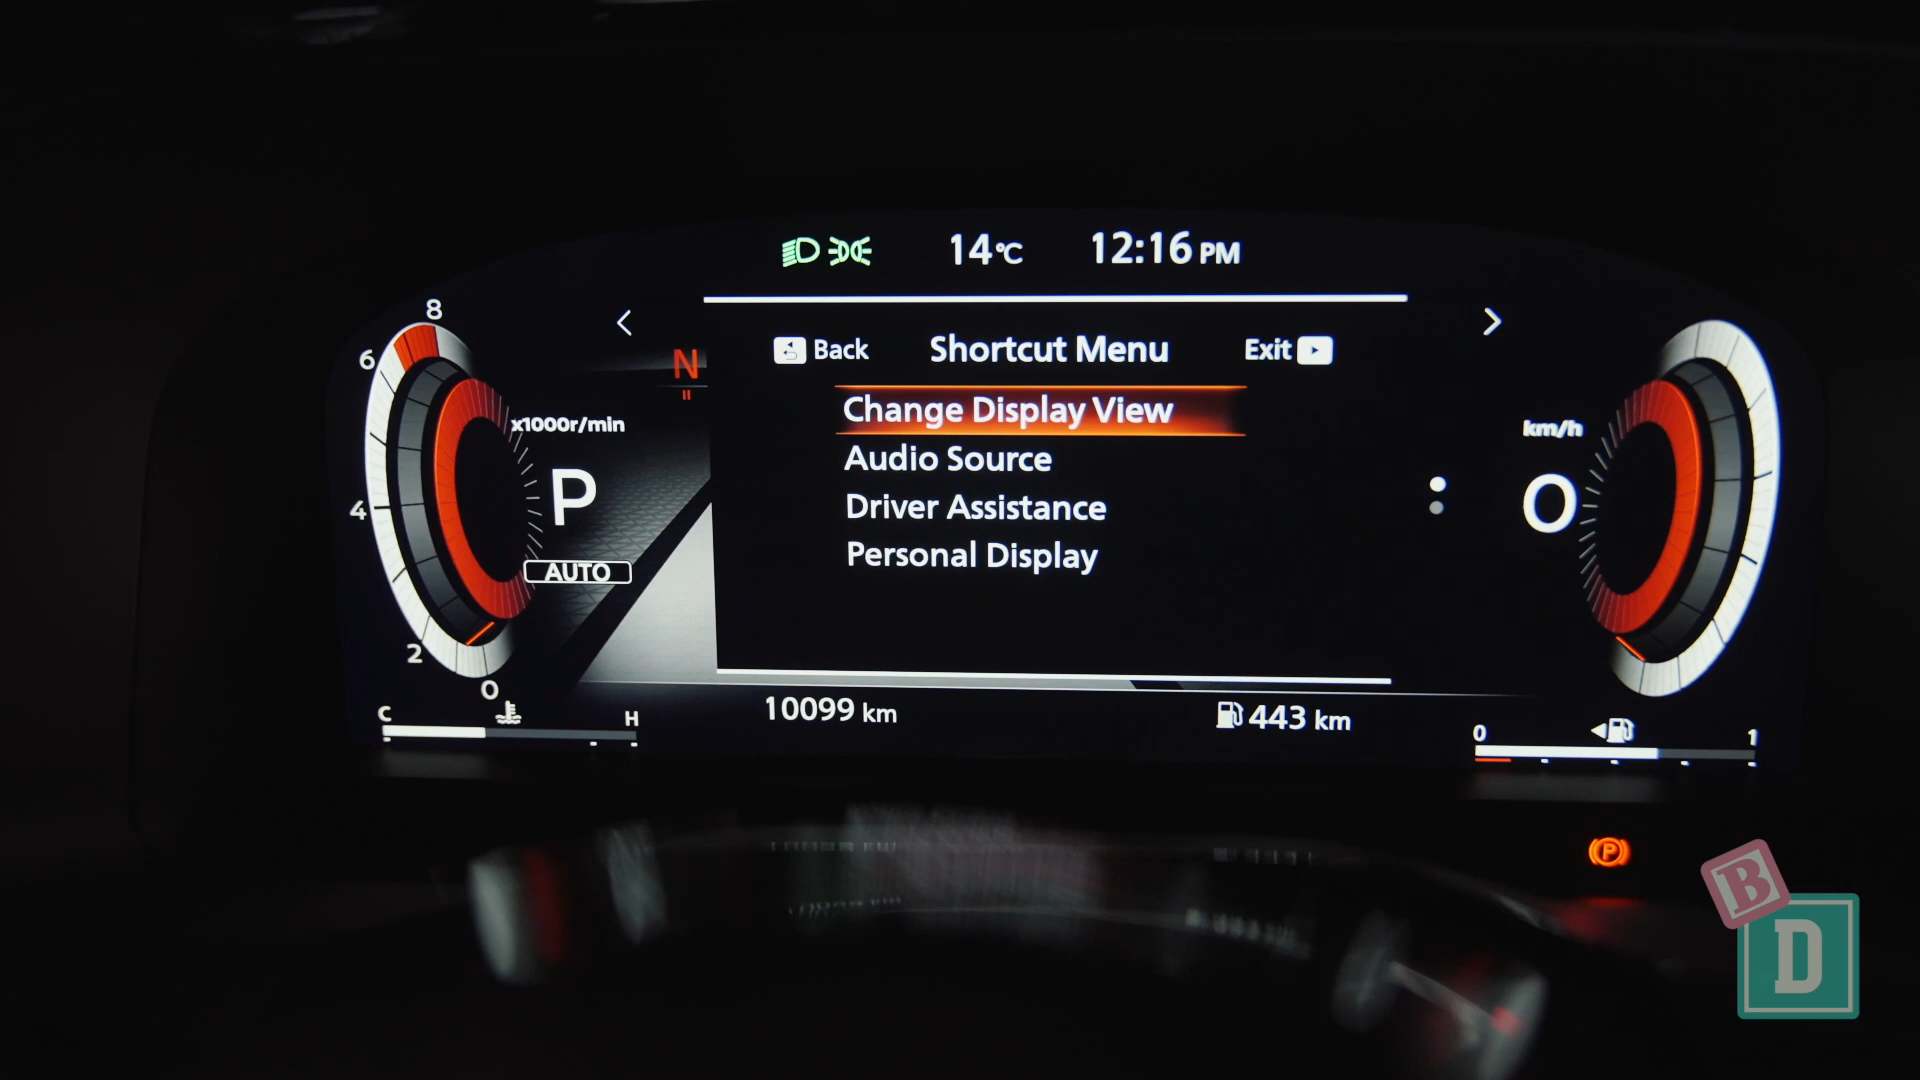 14°C 12:16 PM
Back Shortcut Menu Exit
Change Display View
Audio Source
Driver Assistance
Personal Display
8
6
4
2
0
x1000r/min
N
P
AUTO
km/h
0
C H
10099 km
443 km
0 1
P
B
D